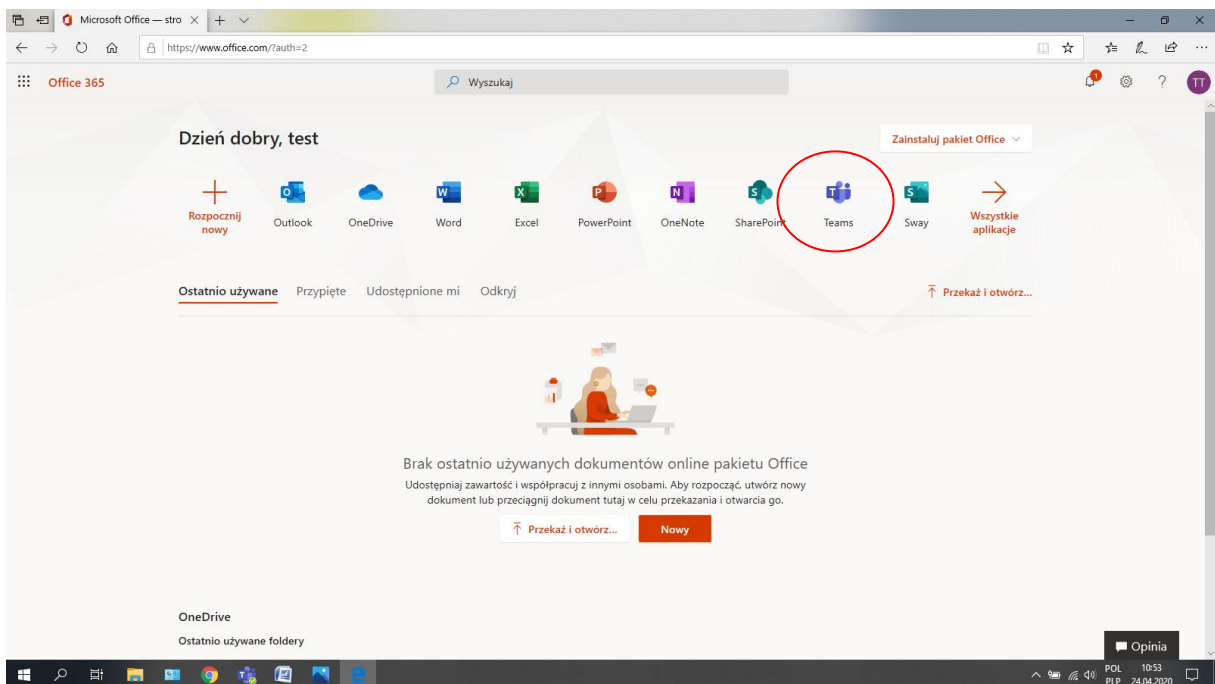 Microsoft Office — stro
https://www.office.com/?auth=2
Office 365
Wyszukaj
1
?
TT
Dzień dobry, test
Zainstaluj pakiet Office
Rozpocznij nowy
Outlook
OneDrive
Word
Excel
PowerPoint
OneNote
SharePoint
Teams
Sway
Wszystkie aplikacje
Ostatnio używane Przypięte Udostępnione mi Odkryj
Przekaż i otwórz...
Brak ostatnio używanych dokumentów online pakietu Office
Udostępniaj zawartość i współpracuj z innymi osobami. Aby rozpocząć, utwórz nowy
dokument lub przeciągnij dokument tutaj w celu przekazania i otwarcia go.
Przekaż i otwórz...
Nowy
OneDrive
Ostatnio używane foldery
Opinia
POL 10:53
PLP 24.04.2020